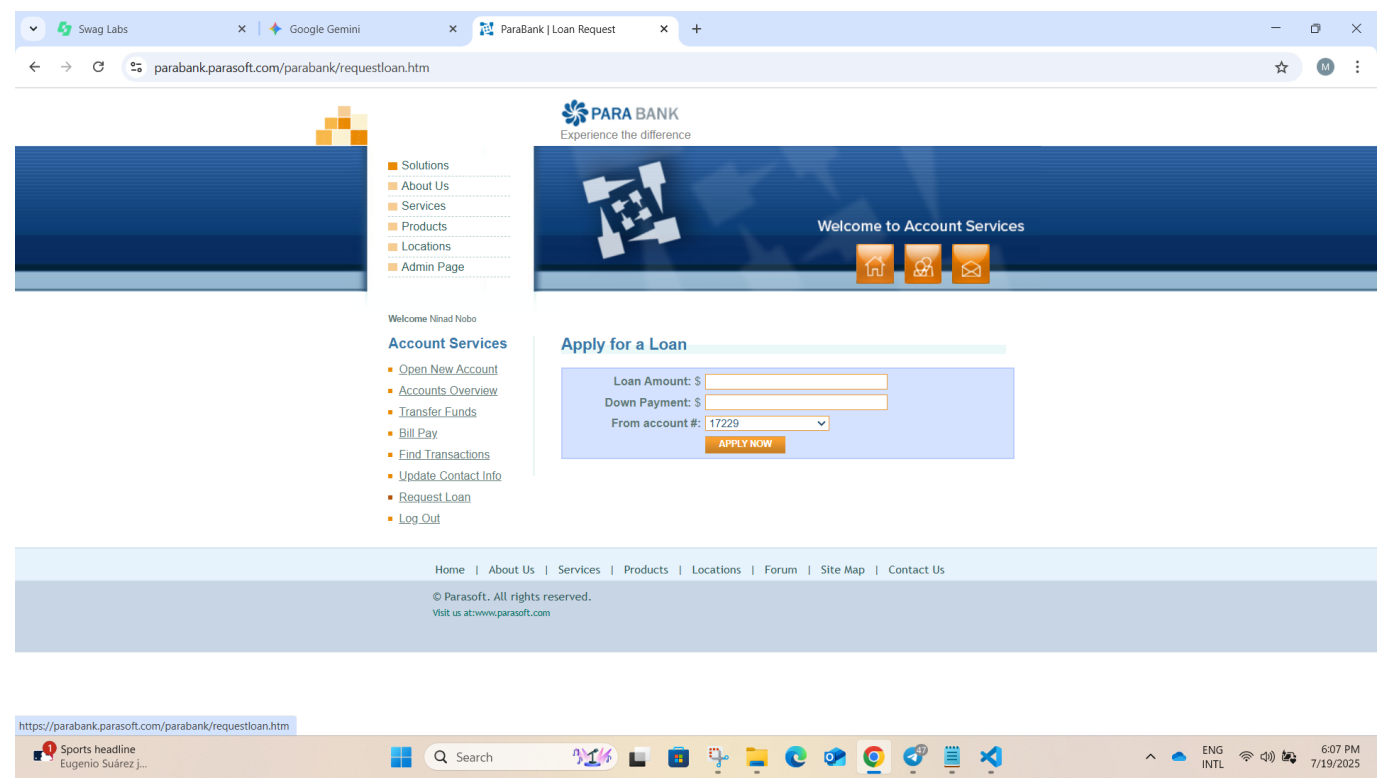 Swag Labs
Google Gemini
ParaBank | Loan Request
parabank.parasoft.com/parabank/requestloan.htm
M
PARA BANK
Experience the difference
Solutions
About Us
Services
Products
Locations
Admin Page
Welcome to Account Services
Welcome Ninad Nobo
Account Services
Open New Account
Accounts Overview
Transfer Funds
Bill Pay
Find Transactions
Update Contact Info
Request Loan
Log Out
Apply for a Loan
Loan Amount: $
Down Payment: $
From account #: 17229
APPLY NOW
Home | About Us | Services | Products | Locations | Forum | Site Map | Contact Us
© Parasoft. All rights reserved.
Visit us at:www.parasoft.com
https://parabank.parasoft.com/parabank/requestloan.htm
1
Sports headline
Eugenio Suárez j...
Search
47
ENG
INTL
6:07 PM
7/19/2025